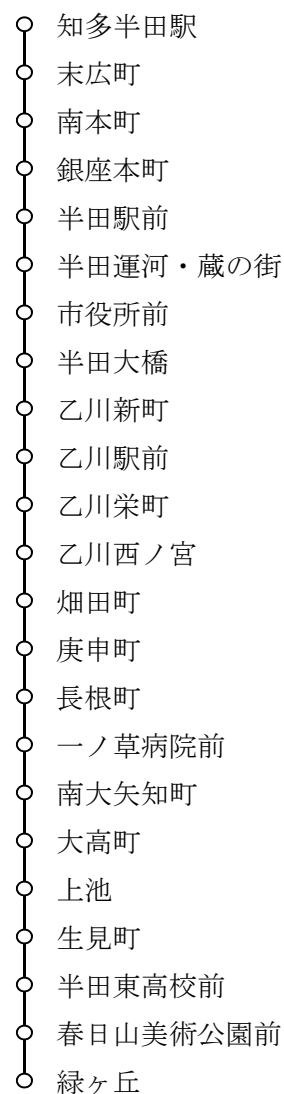 知多半田駅
末広町
南本町
銀座本町
半田駅前
半田運河・蔵の街
市役所前
半田大橋
乙川新町
乙川駅前
乙川栄町
乙川西ノ宮
畑田町
庚申町
長根町
一ノ草病院前
南大矢知町
大高町
上池
生見町
半田東高校前
春日山美術公園前
緑ヶ丘